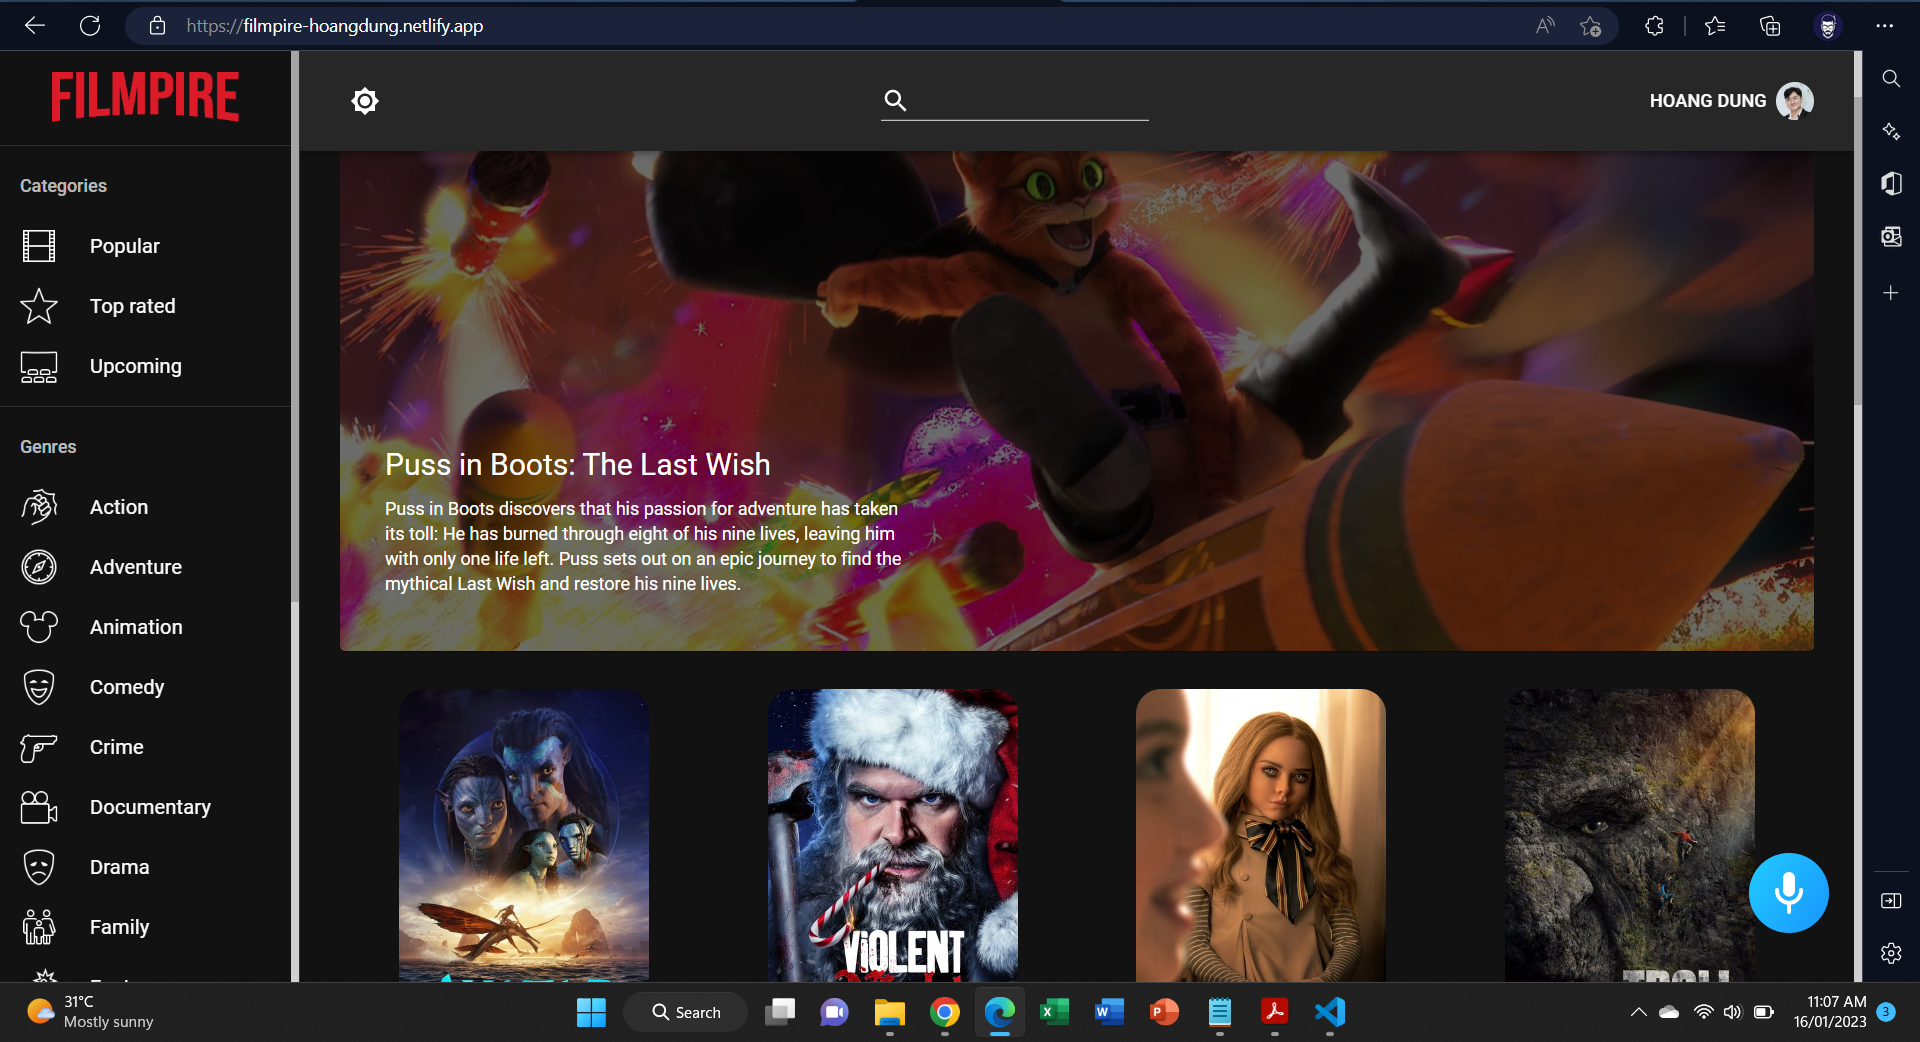 https://filmpire-hoangdung.netlify.app
FILMPIRE
HOANG DUNG
Categories
Popular
Top rated
Upcoming
Genres
Action
Adventure
Animation
Comedy
Crime
Documentary
Drama
Family
Puss in Boots: The Last Wish
Puss in Boots discovers that his passion for adventure has taken
its toll: He has burned through eight of his nine lives, leaving him
with only one life left. Puss sets out on an epic journey to find the
mythical Last Wish and restore his nine lives.
VIOLENT
TROLL
31°C
Mostly sunny
Search
11:07 AM
16/01/2023
3